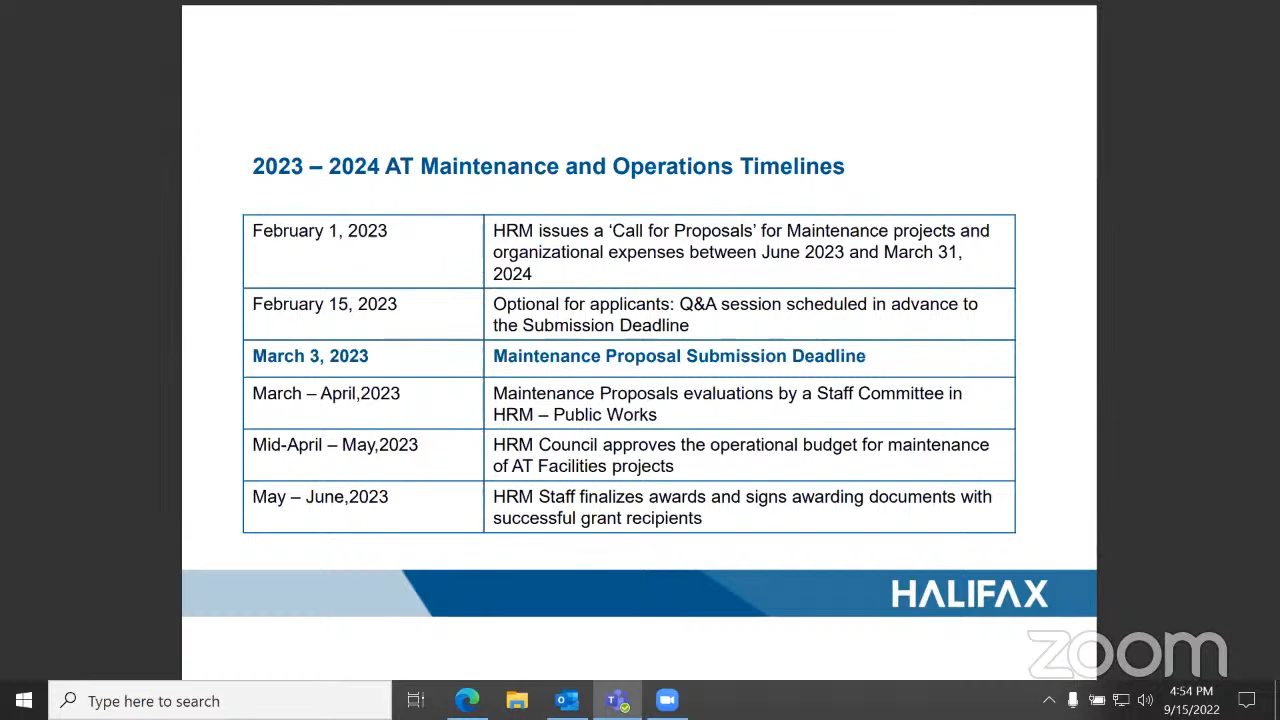 2023 – 2024 AT Maintenance and Operations Timelines
February 1, 2023
HRM issues a ‘Call for Proposals’ for Maintenance projects and
organizational expenses between June 2023 and March 31,
2024
February 15, 2023
Optional for applicants: Q&A session scheduled in advance to
the Submission Deadline
March 3, 2023
Maintenance Proposal Submission Deadline
March – April,2023
Maintenance Proposals evaluations by a Staff Committee in
HRM – Public Works
Mid-April – May,2023
HRM Council approves the operational budget for maintenance
of AT Facilities projects
May – June,2023
HRM Staff finalizes awards and signs awarding documents with
successful grant recipients
HALIFAX
zoom
Type here to search
4:54 PM
9/15/2022